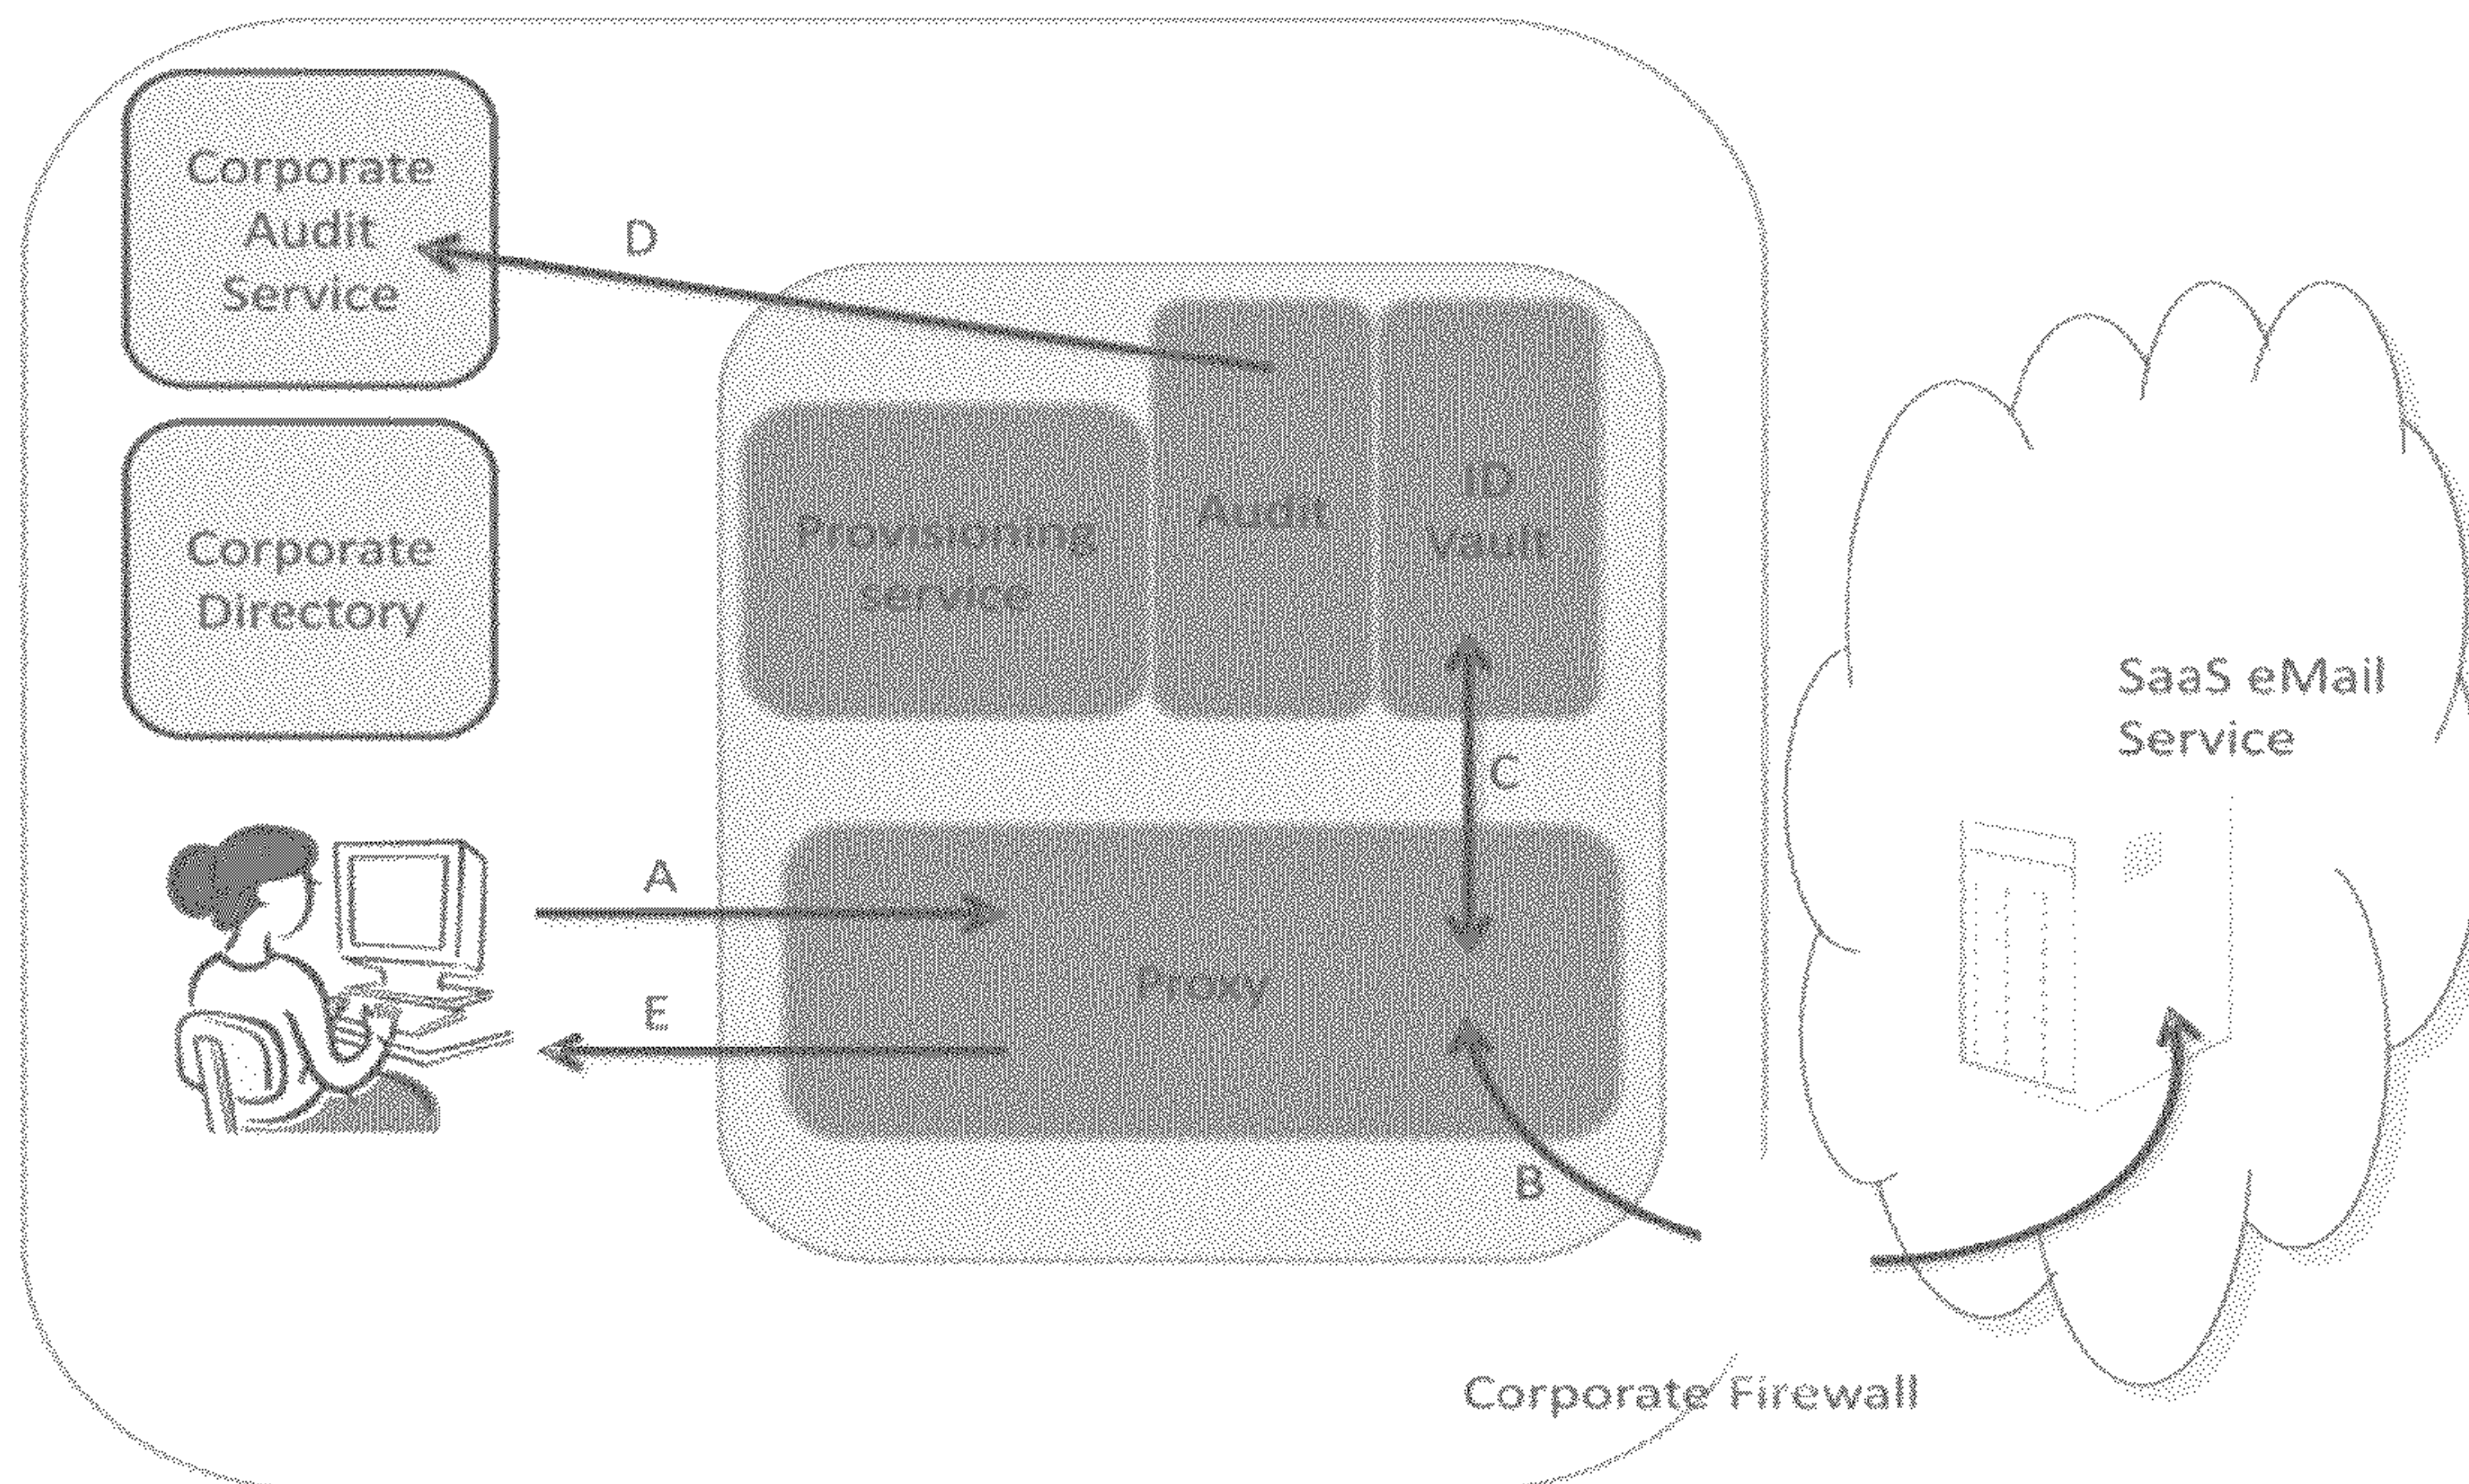 Corporate
Audit
Service
D
Corporate
Directory
Provisioning
service
Audit
ID
Vault
C
A
E
Proxy
B
SaaS eMail
Service
Corporate Firewall